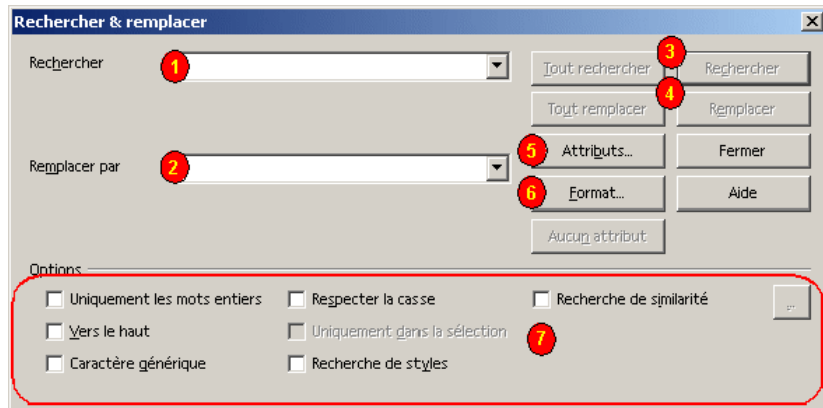 Rechercher & remplacer
Rechercher 1
3
Tout rechercher Rechercher
4
Tout remplacer Remplacer
Remplacer par 2
5 Attributs... Fermer
6 Format... Aide
Aucun attribut
Options
Uniquement les mots entiers Respecter la casse Recherche de similarité ...
Vers le haut Uniquement dans la sélection 7
Caractère générique Recherche de styles